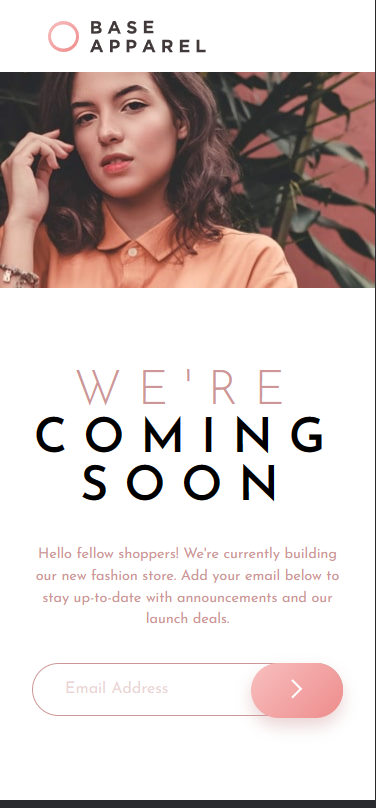 BASE
APPAREL
WE'RE
COMING
SOON
Hello fellow shoppers! We're currently building
our new fashion store. Add your email below to
stay up-to-date with announcements and our
launch deals.
Email Address